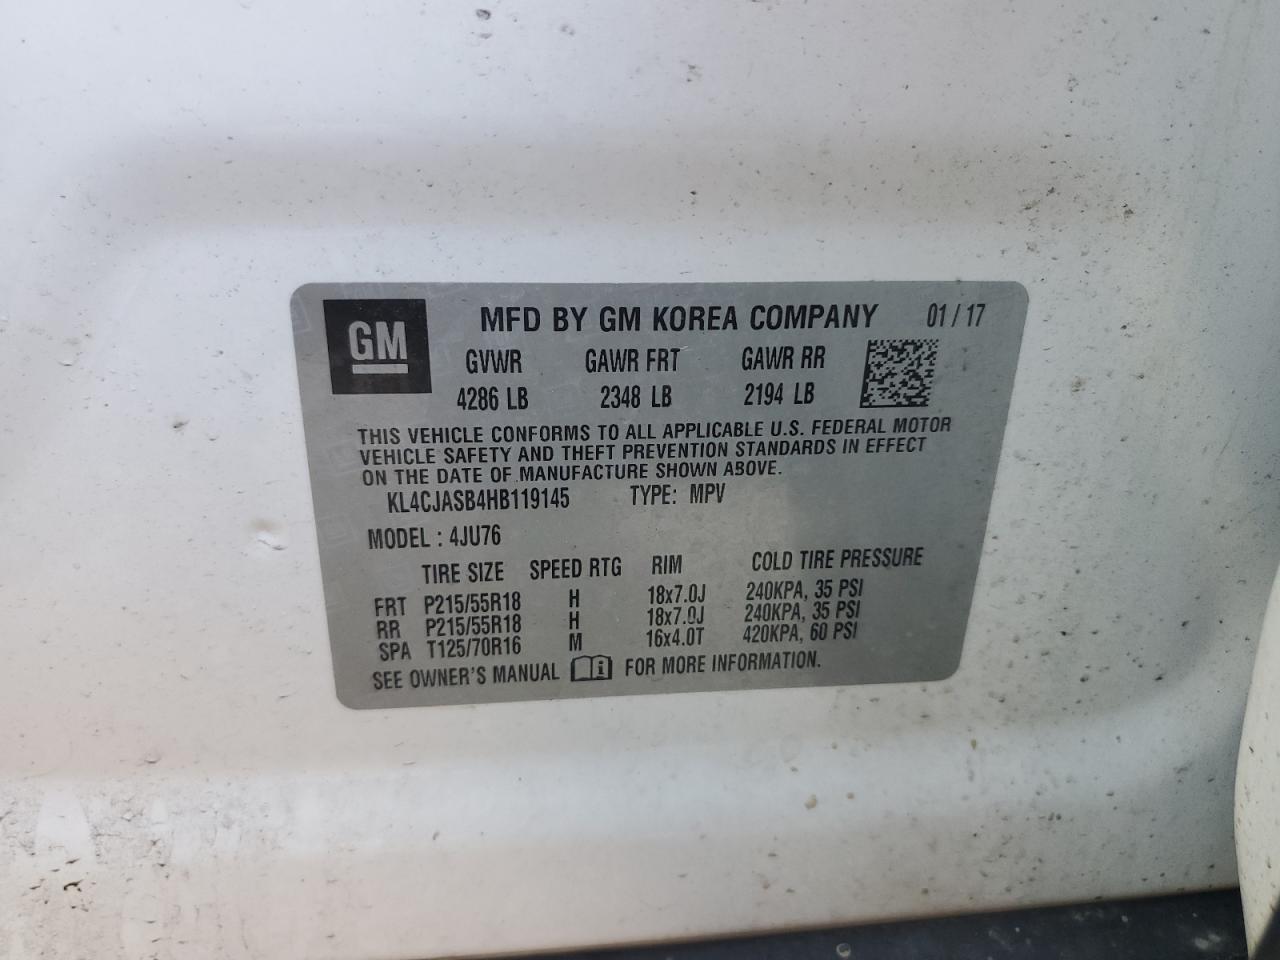 GM
MFD BY GM KOREA COMPANY 01 / 17
GVWR GAWR FRT GAWR RR
4286 LB 2348 LB 2194 LB
THIS VEHICLE CONFORMS TO ALL APPLICABLE U.S. FEDERAL MOTOR
VEHICLE SAFETY AND THEFT PREVENTION STANDARDS IN EFFECT
ON THE DATE OF MANUFACTURE SHOWN ABOVE.
KL4CJASB4HB119145 TYPE: MPV
MODEL : 4JU76
TIRE SIZE SPEED RTG RIM COLD TIRE PRESSURE
FRT P215/55R18 H 18x7.0J 240KPA, 35 PSI
RR P215/55R18 H 18x7.0J 240KPA, 35 PSI
SPA T125/70R16 M 16x4.0T 420KPA, 60 PSI
SEE OWNER'S MANUAL FOR MORE INFORMATION.